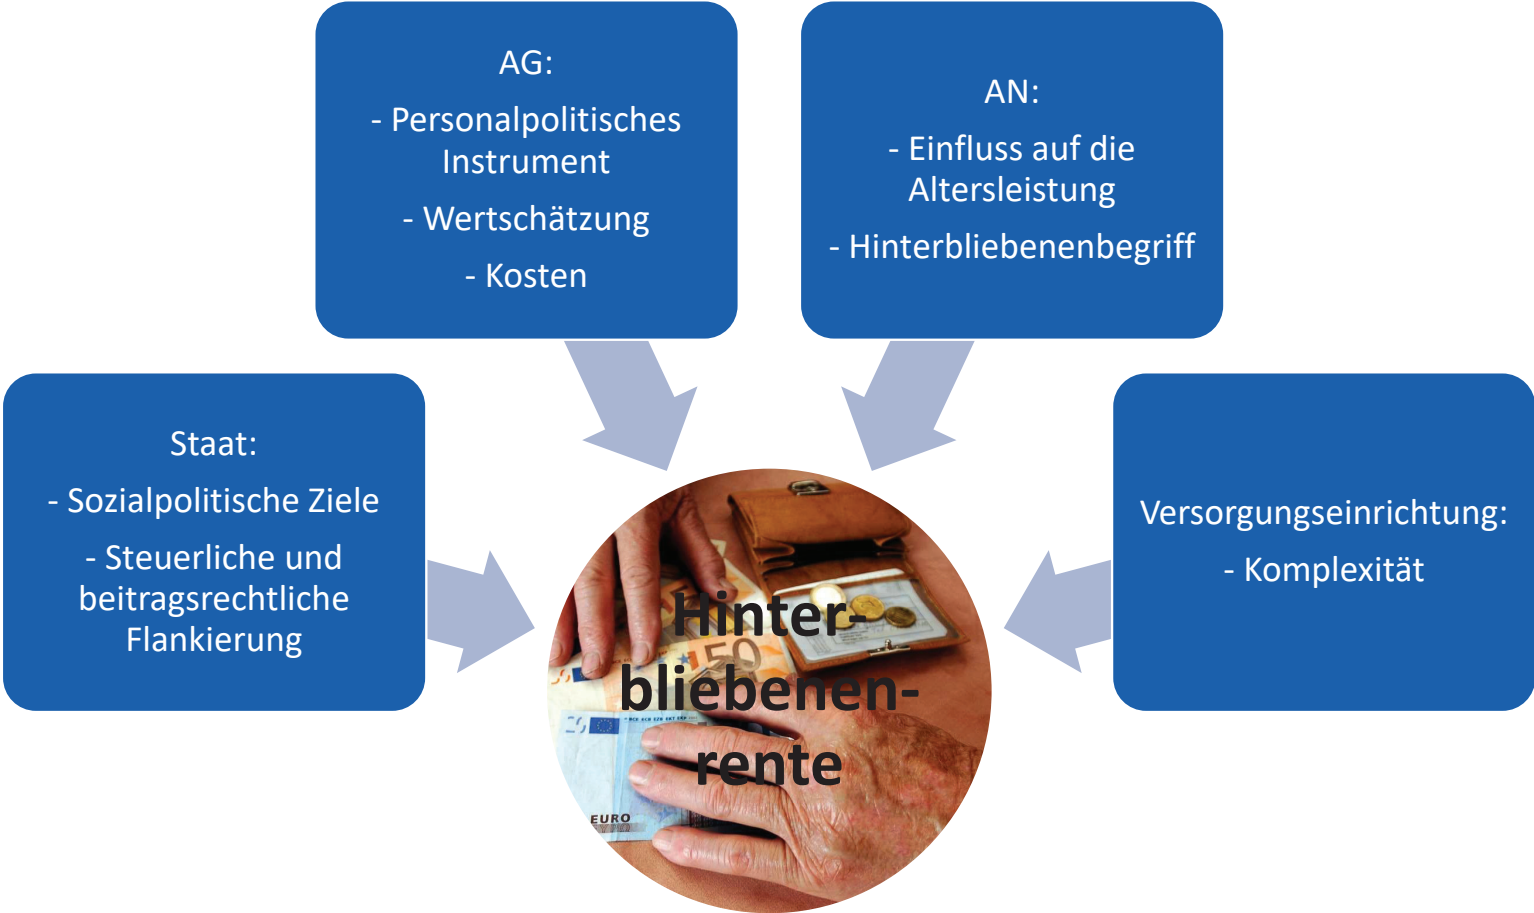 AG:
- Personalpolitisches
Instrument
- Wertschätzung
- Kosten
AN:
- Einfluss auf die
Altersleistung
- Hinterbliebenenbegriff
Staat:
- Sozialpolitische Ziele
- Steuerliche und
beitragsrechtliche
Flankierung
Versorgungseinrichtung:
- Komplexität
Hinter-
bliebenen-
rente
50
EURO